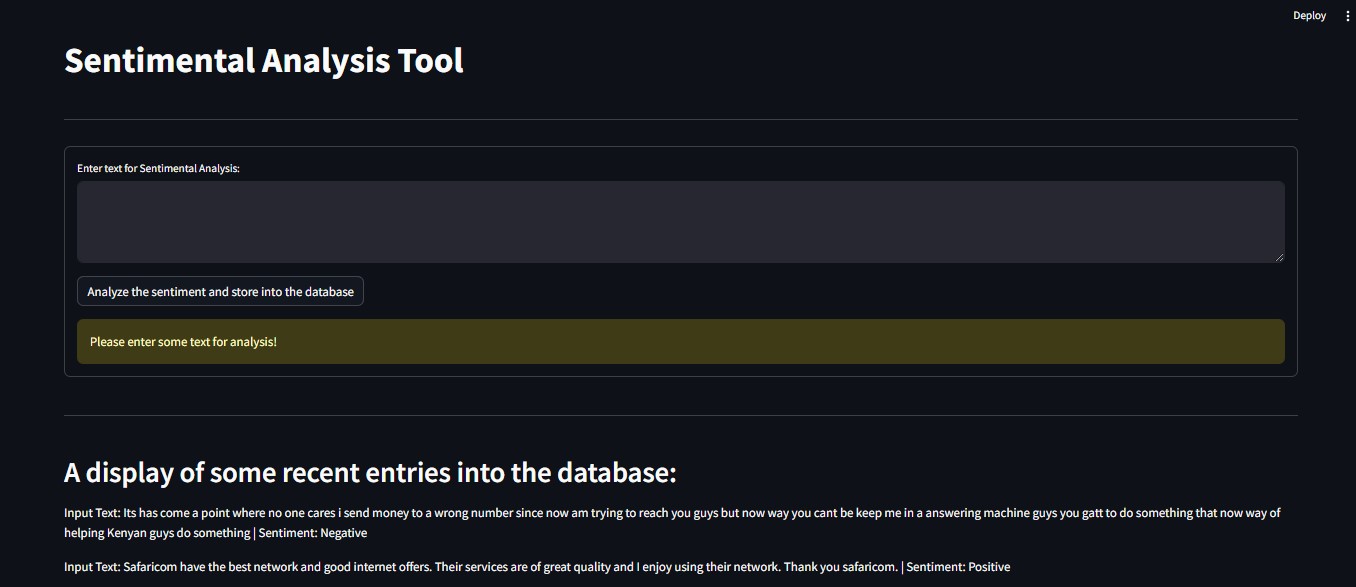 Deploy
Sentimental Analysis Tool
Enter text for Sentimental Analysis:
Analyze the sentiment and store into the database
Please enter some text for analysis!
A display of some recent entries into the database:
Input Text: Its has come a point where no one cares i send money to a wrong number since now am trying to reach you guys but now way you cant be keep me in a answering machine guys you gatt to do something that now way of
helping Kenyan guys do something | Sentiment: Negative
Input Text: Safaricom have the best network and good internet offers. Their services are of great quality and I enjoy using their network. Thank you safaricom. | Sentiment: Positive